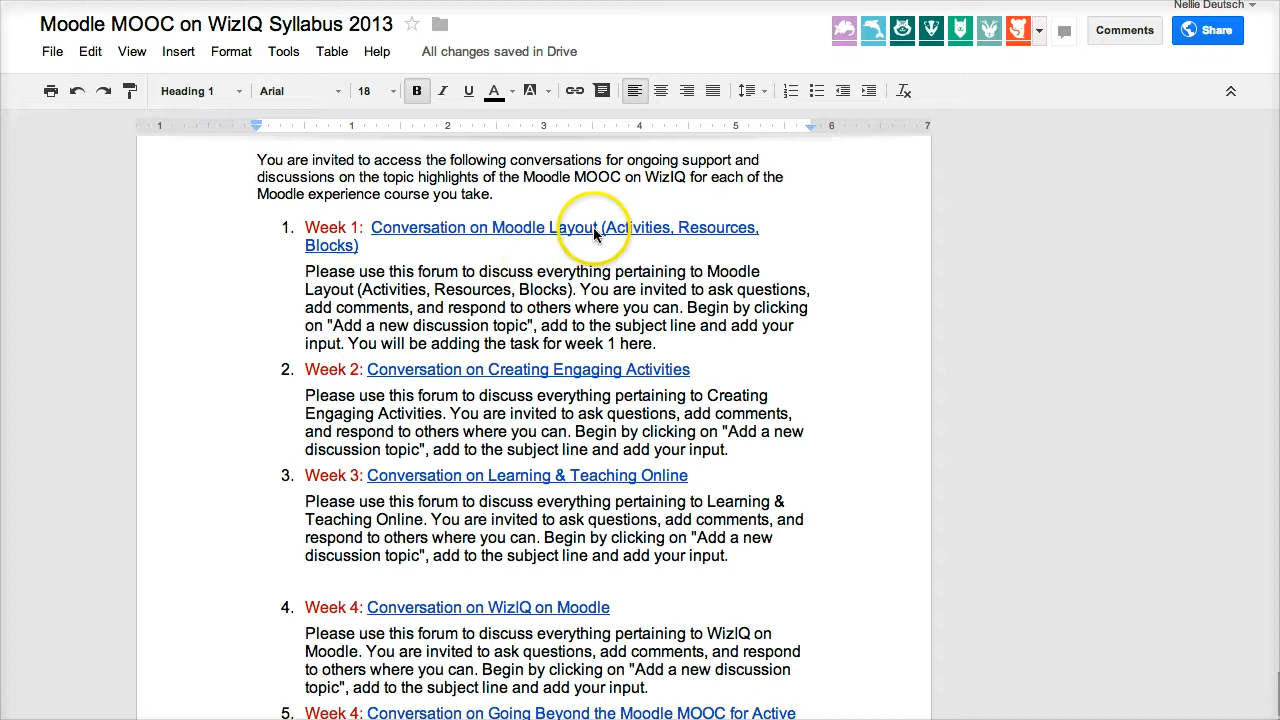 Nellie Deutsch
Moodle MOOC on WizIQ Syllabus 2013
File Edit View Insert Format Tools Table Help All changes saved in Drive
Comments Share
Heading 1 Arial 18 B I U A A
1 1 2 3 4 5 6 7
You are invited to access the following conversations for ongoing support and
discussions on the topic highlights of the Moodle MOOC on WizIQ for each of the
Moodle experience course you take.
1. Week 1: Conversation on Moodle Layout (Activities, Resources,
Blocks)
Please use this forum to discuss everything pertaining to Moodle
Layout (Activities, Resources, Blocks). You are invited to ask questions,
add comments, and respond to others where you can. Begin by clicking
on "Add a new discussion topic", add to the subject line and add your
input. You will be adding the task for week 1 here.
2. Week 2: Conversation on Creating Engaging Activities
Please use this forum to discuss everything pertaining to Creating
Engaging Activities. You are invited to ask questions, add comments,
and respond to others where you can. Begin by clicking on "Add a new
discussion topic", add to the subject line and add your input.
3. Week 3: Conversation on Learning & Teaching Online
Please use this forum to discuss everything pertaining to Learning &
Teaching Online. You are invited to ask questions, add comments, and
respond to others where you can. Begin by clicking on "Add a new
discussion topic", add to the subject line and add your input.
4. Week 4: Conversation on WizIQ on Moodle
Please use this forum to discuss everything pertaining to WizIQ on
Moodle. You are invited to ask questions, add comments, and respond
to others where you can. Begin by clicking on "Add a new discussion
topic", add to the subject line and add your input.
5. Week 4: Conversation on Going Beyond the Moodle MOOC for Active